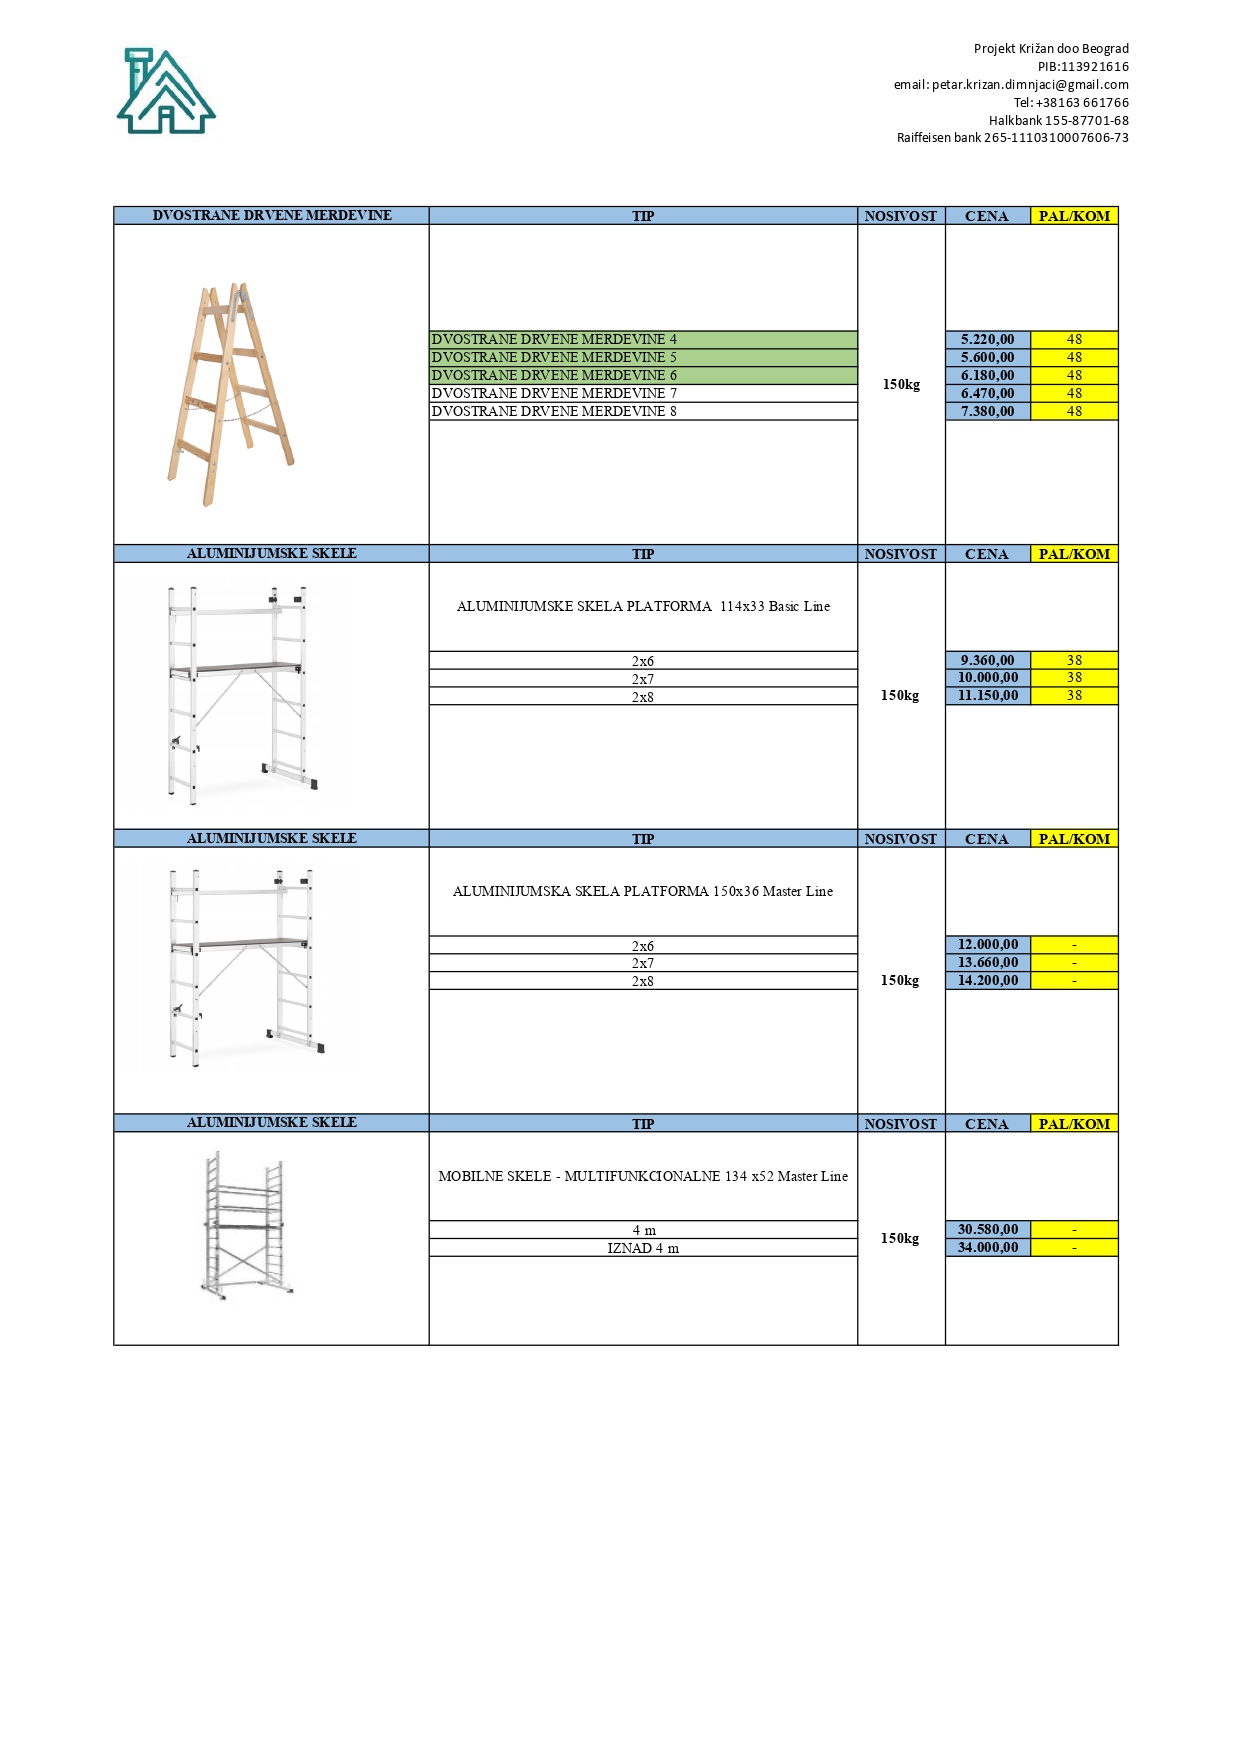 Projekt Križan doo Beograd
PIB:113921616
email: petar.krizan.dimnjaci@gmail.com
Tel: +38163 661766
Halkbank 155-87701-68
Raiffeisen bank 265-1110310007606-73
DVOSTRANE DRVENE MERDEVINE TIP NOSIVOST CENA PAL/KOM
DVOSTRANE DRVENE MERDEVINE 4 5.220,00 48
DVOSTRANE DRVENE MERDEVINE 5 5.600,00 48
DVOSTRANE DRVENE MERDEVINE 6 6.180,00 48
150kg
DVOSTRANE DRVENE MERDEVINE 7 6.470,00 48
DVOSTRANE DRVENE MERDEVINE 8 7.380,00 48
ALUMINIJUMSKE SKELE TIP NOSIVOST CENA PAL/KOM
ALUMINIJUMSKE SKELA PLATFORMA 114x33 Basic Line
2x6 9.360,00 38
2x7 10.000,00 38
2x8 150kg 11.150,00 38
ALUMINIJUMSKE SKELE TIP NOSIVOST CENA PAL/KOM
ALUMINIJUMSKA SKELA PLATFORMA 150x36 Master Line
2x6 12.000,00 -
2x7 13.660,00 -
2x8 150kg 14.200,00 -
ALUMINIJUMSKE SKELE TIP NOSIVOST CENA PAL/KOM
MOBILNE SKELE - MULTIFUNKCIONALNE 134 x52 Master Line
4 m 30.580,00 -
150kg
IZNAD 4 m 34.000,00 -